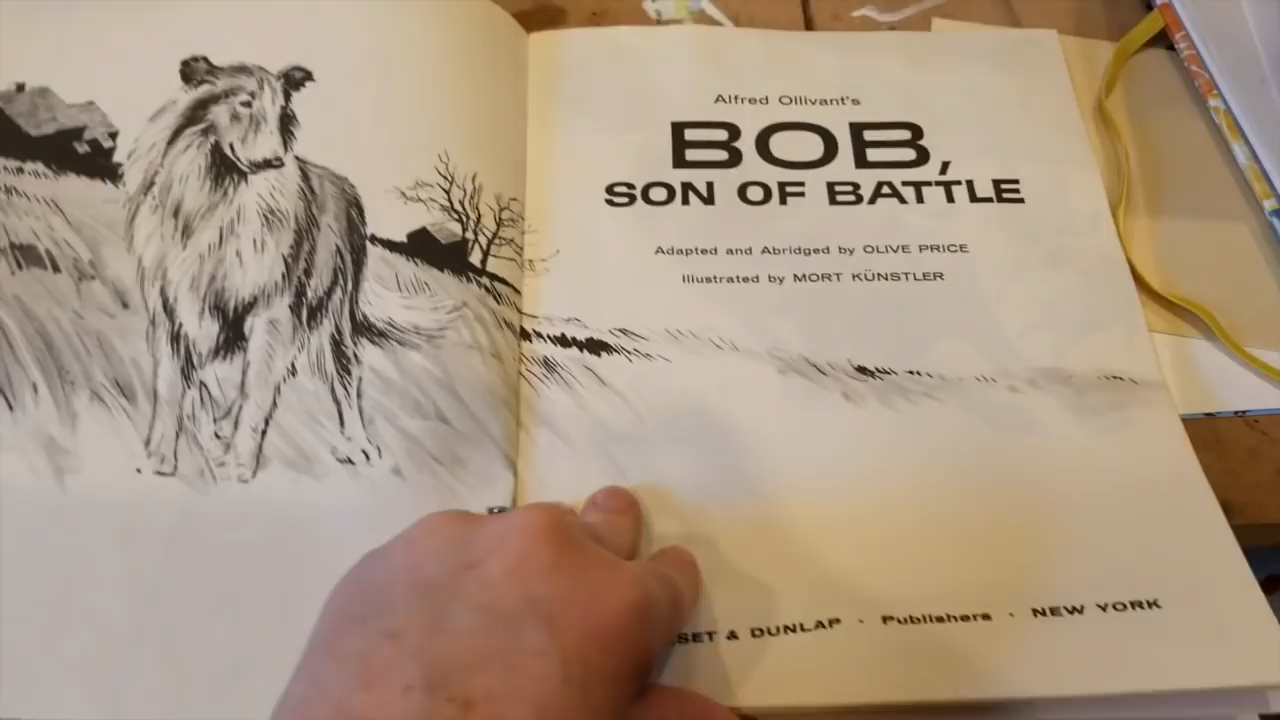 Alfred Ollivant's
BOB,
SON OF BATTLE
Adapted and Abridged by OLIVE PRICE
Illustrated by MORT KÜNSTLER
SET & DUNLAP · Publishers · NEW YORK